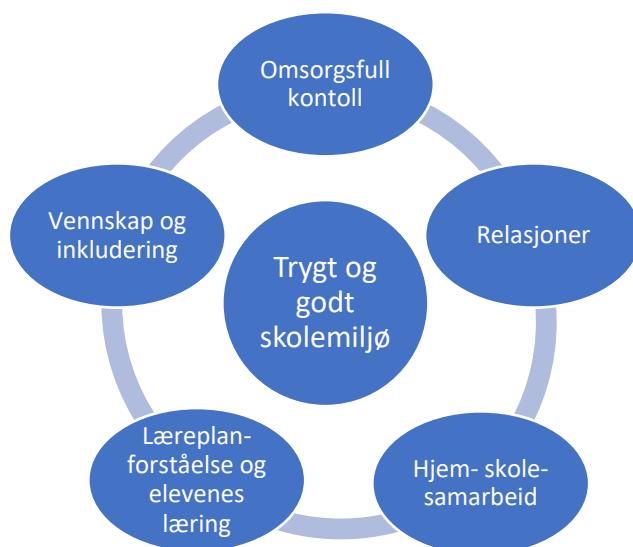 Omsorgsfull
kontoll
Vennskap og
inkludering
Relasjoner
Trygt og
godt
skolemiljø
Læreplan-
forståelse og
elevenes
læring
Hjem- skole-
samarbeid